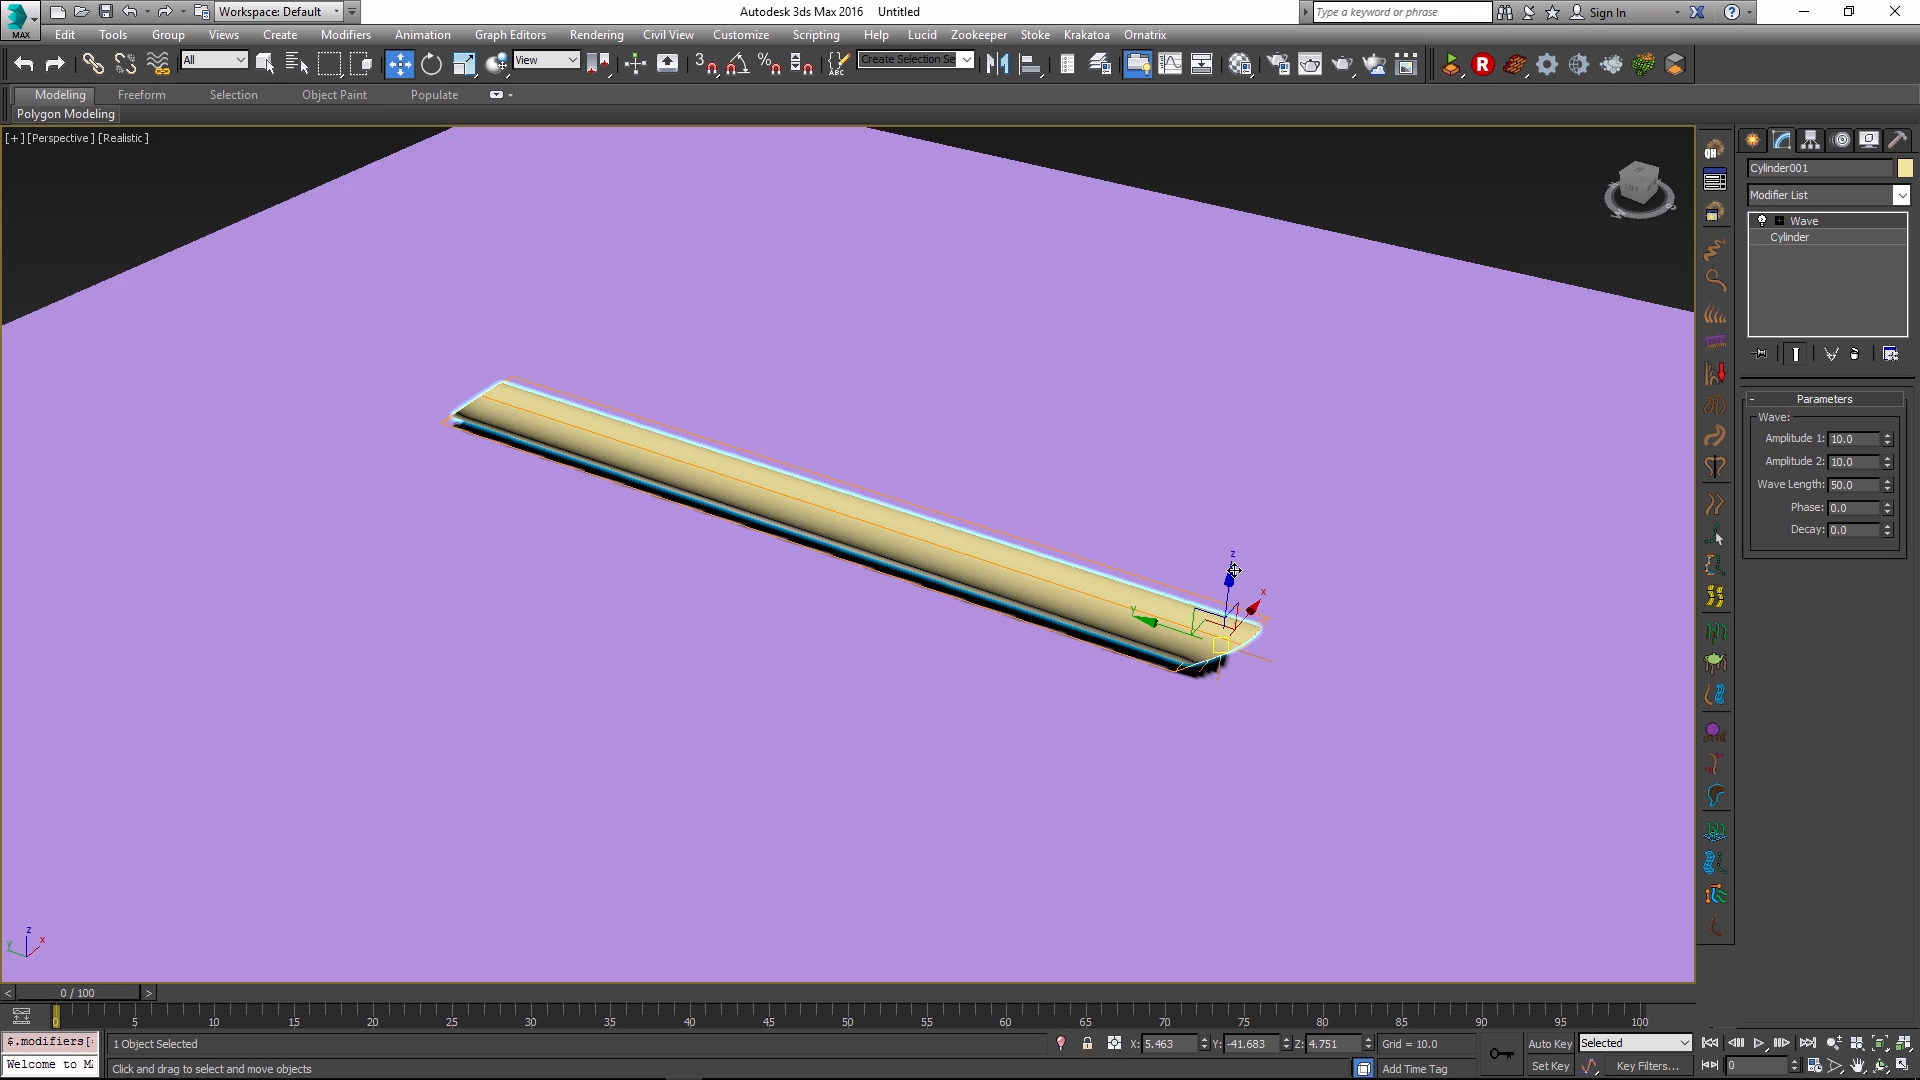 Workspace: Default
Autodesk 3ds Max 2016 Untitled
Type a keyword or phrase
Sign In
MAX
Edit Tools Group Views Create Modifiers Animation Graph Editors Rendering Civil View Customize Scripting Help Lucid Zookeeper Stoke Krakatoa Ornatrix
All
View
3
ABC
Create Selection Se
R
Modeling Freeform Selection Object Paint Populate
Polygon Modeling
[+] [Perspective ] [Realistic ]
QH
Cylinder001
Modifier List
Wave
Cylinder
- Parameters
Wave:
Amplitude 1: 10.0
Amplitude 2: 10.0
Wave Length: 50.0
Phase: 0.0
Decay: 0.0
z
x
y
z
x
y
< 0 / 100 >
0 5 10 15 20 25 30 35 40 45 50 55 60 65 70 75 80 85 90 95 100
$.modifiers[
1 Object Selected
X: 5.463 Y: -41.683 Z: 4.751
Grid = 10.0
Auto Key
Selected
Welcome to M
Click and drag to select and move objects
Add Time Tag
Set Key
Key Filters...
0